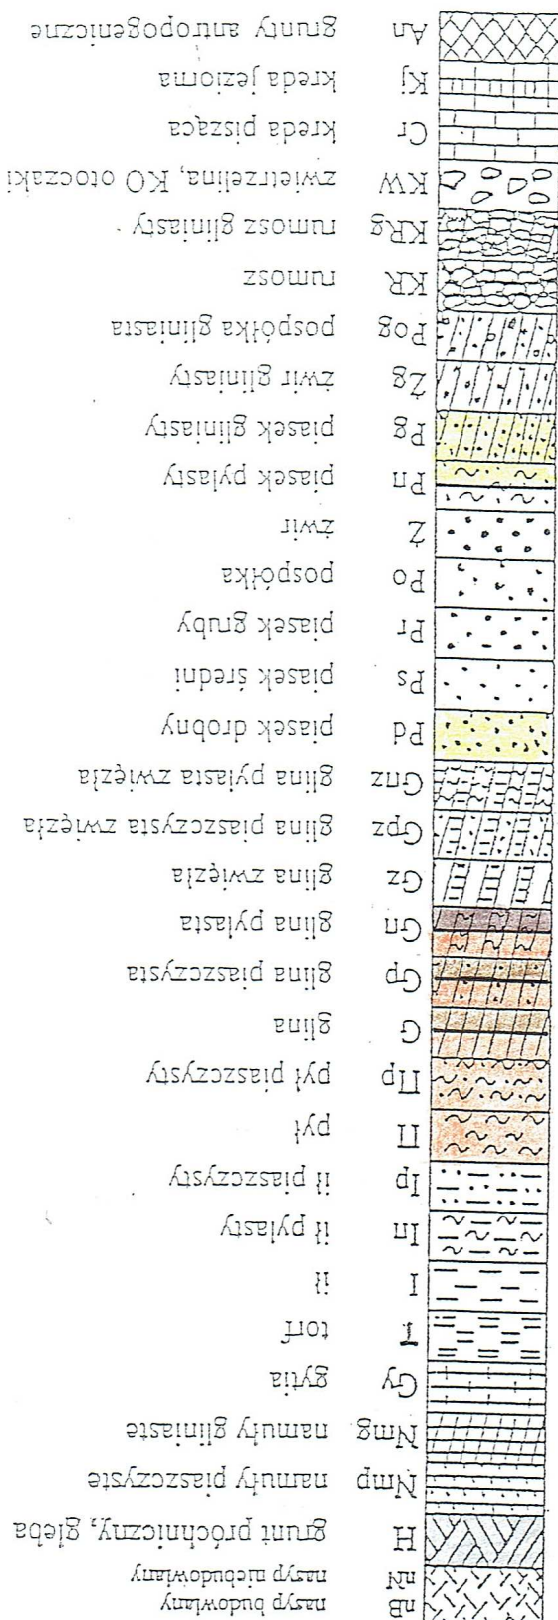 nB nasyp budowlany
nN nasyp niebudowlany
H grunt próchniczny, gleba
Nmp namuły piaszczyste
Nmg namuły gliniaste
Gy gytia
T torf
I ił
Iπ ił pylasty
Ip ił piaszczysty
Π pył
Πp pył piaszczysty
G glina
Gp glina piaszczysta
Gπ glina pylasta
Gz glina zwięzła
Gpz glina piaszczysta zwięzła
Gπz glina pylasta zwięzła
Pd piasek drobny
Ps piasek średni
Pr piasek gruby
Po pospółka
Ż żwir
Pπ piasek pylasty
Pg piasek gliniasty
Żg żwir gliniasty
Pog pospółka gliniasta
KR rumosz
KRg rumosz gliniasty
KW zwietrzelina, KO otoczaki
Cr kreda pisząca
Kj kreda jeziorna
An grunty antropogeniczne